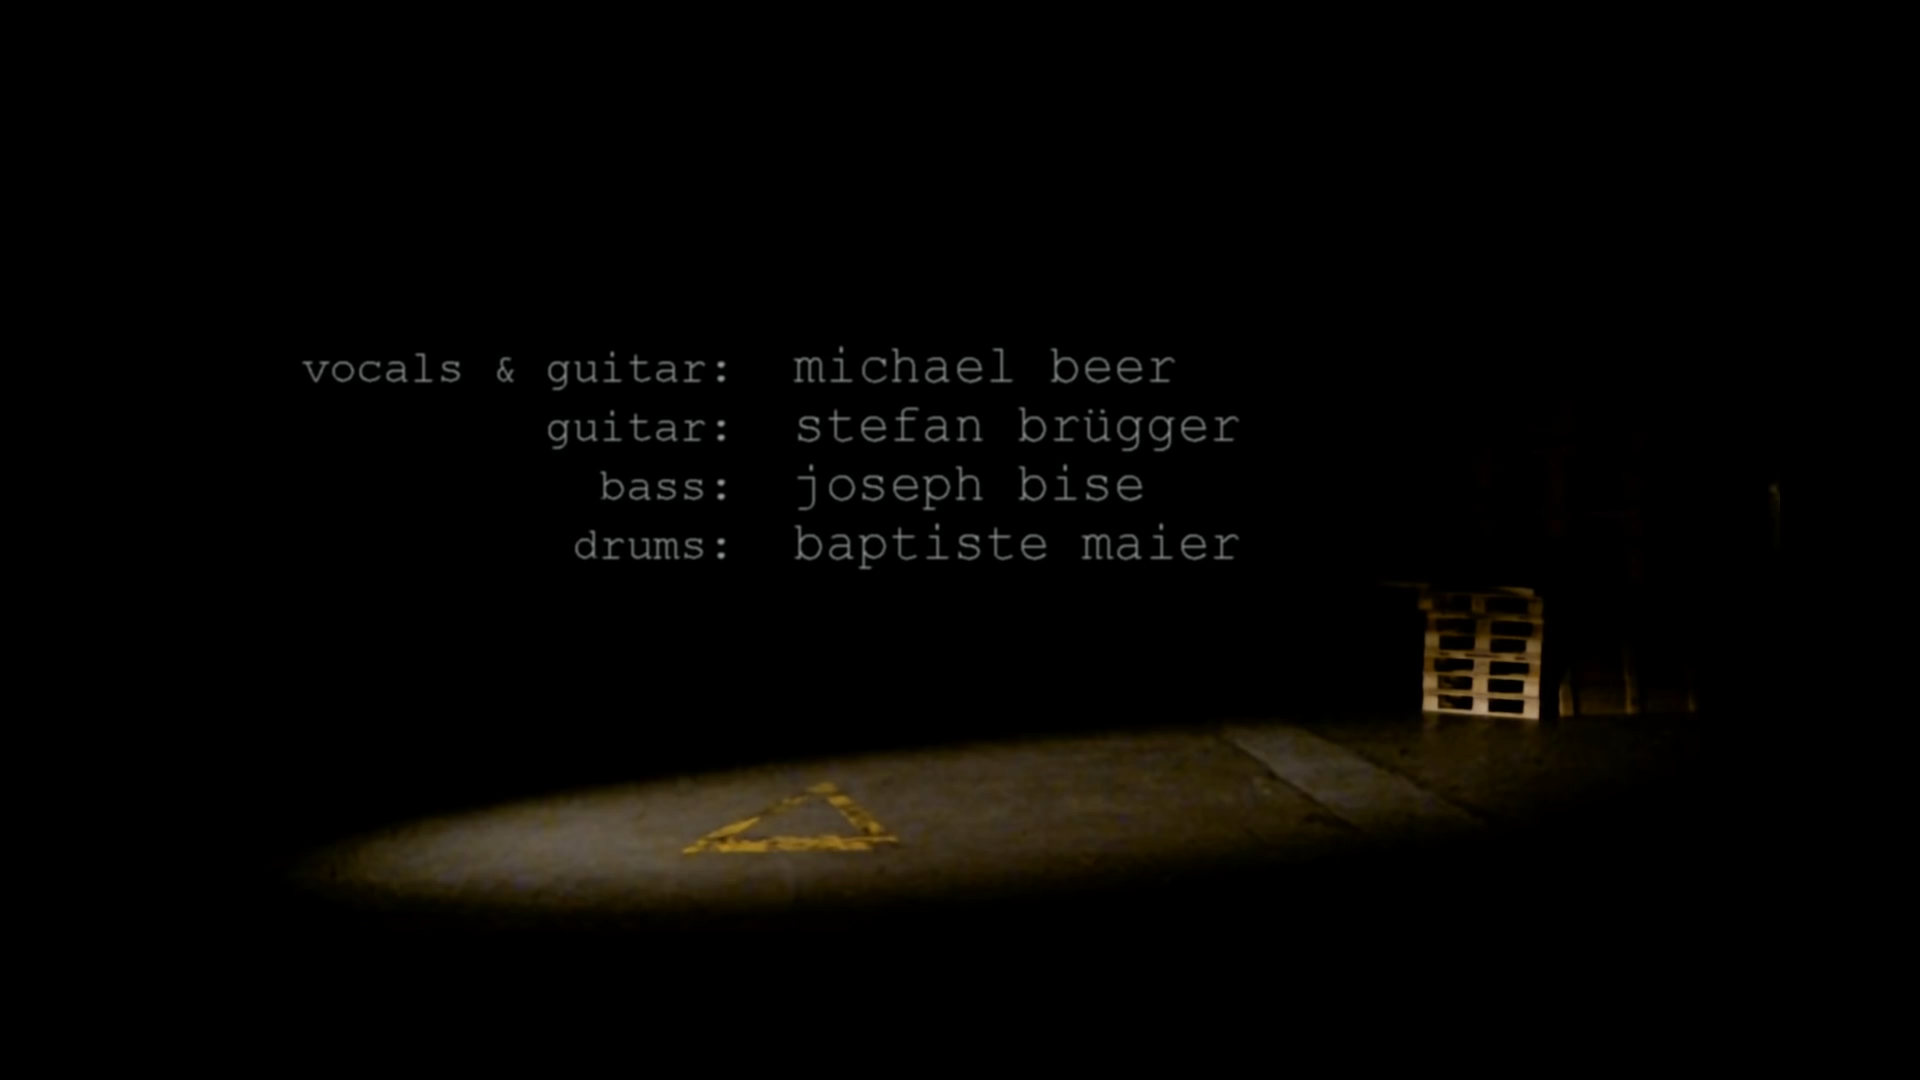 vocals & guitar: michael beer
guitar: stefan brügger
bass: joseph bise
drums: baptiste maier